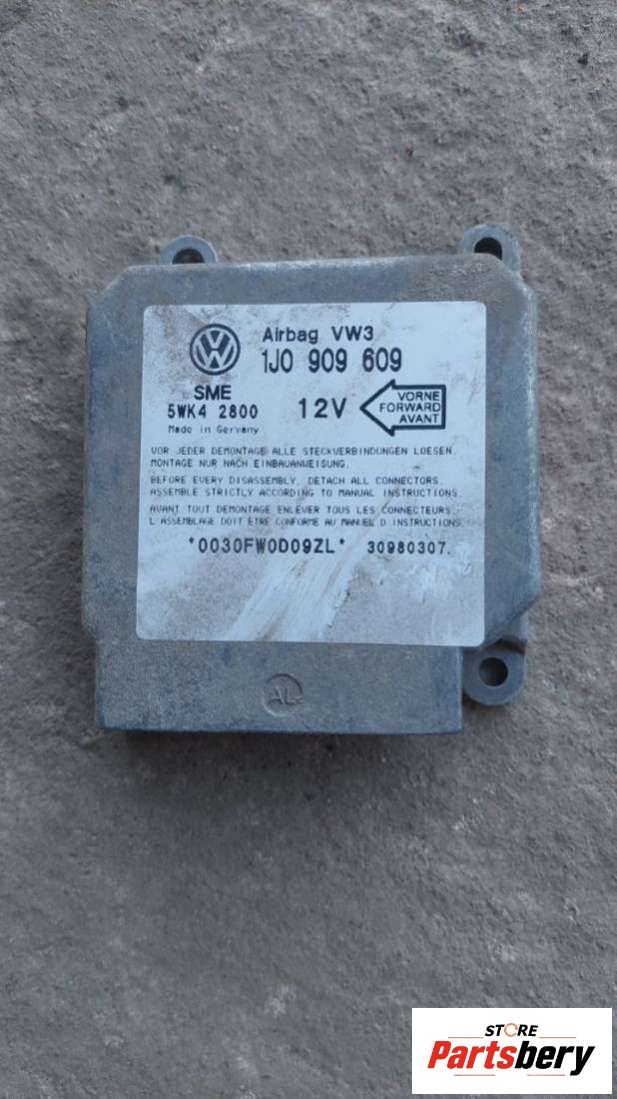 Airbag VW3
1J0 909 609
SME
5WK4 2800
Made in Germany
12V
VORNE
FORWARD
AVANT
VOR JEDER DEMONTAGE ALLE STECKVERBINDUNGEN LOESEN.
MONTAGE NUR NACH EINBAUANWEISUNG.
BEFORE EVERY DISASSEMBLY, DETACH ALL CONNECTORS.
ASSEMBLE STRICTLY ACCORDING TO MANUAL INSTRUCTIONS.
AVANT TOUT DEMONTAGE ENLEVER TOUS LES CONNECTEURS.
L ASSEMBLAGE DOIT ETRE CONFORME AU MANUEL D INSTRUCTIONS
*0030FW0D09ZL* 30980307.
AL
STORE
Partsbery